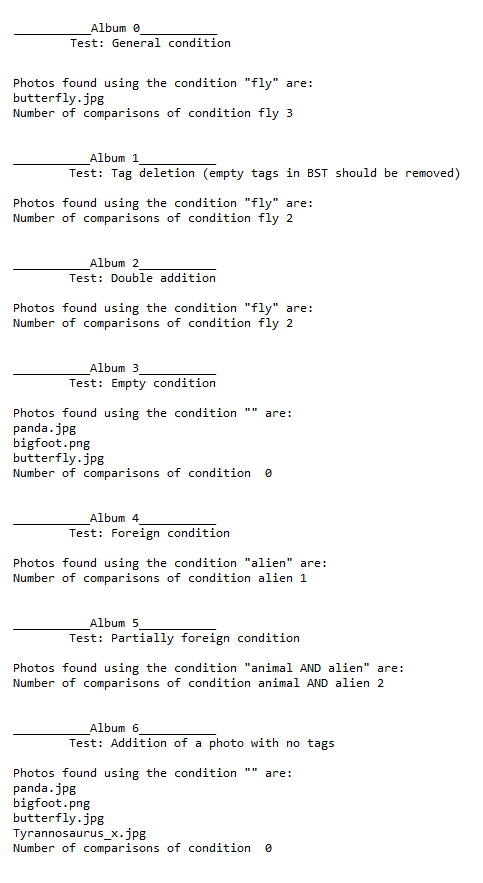 ___________Album 0___________
Test: General condition
Photos found using the condition "fly" are:
butterfly.jpg
Number of comparisons of condition fly 3
___________Album 1___________
Test: Tag deletion (empty tags in BST should be removed)
Photos found using the condition "fly" are:
Number of comparisons of condition fly 2
___________Album 2___________
Test: Double addition
Photos found using the condition "fly" are:
Number of comparisons of condition fly 2
___________Album 3___________
Test: Empty condition
Photos found using the condition "" are:
panda.jpg
bigfoot.png
butterfly.jpg
Number of comparisons of condition  0
___________Album 4___________
Test: Foreign condition
Photos found using the condition "alien" are:
Number of comparisons of condition alien 1
___________Album 5___________
Test: Partially foreign condition
Photos found using the condition "animal AND alien" are:
Number of comparisons of condition animal AND alien 2
___________Album 6___________
Test: Addition of a photo with no tags
Photos found using the condition "" are:
panda.jpg
bigfoot.png
butterfly.jpg
Tyrannosaurus_x.jpg
Number of comparisons of condition  0